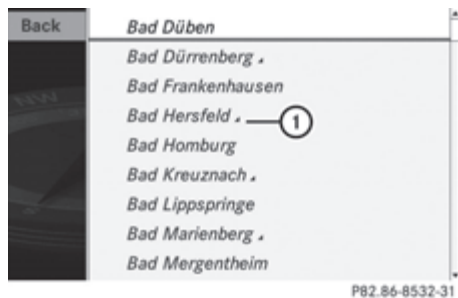 Back
Bad Düben
Bad Dürrenberg
Bad Frankenhausen
Bad Hersfeld 1
Bad Homburg
Bad Kreuznach
Bad Lippspringe
Bad Marienberg
Bad Mergentheim
NW
P82.86-8532-31